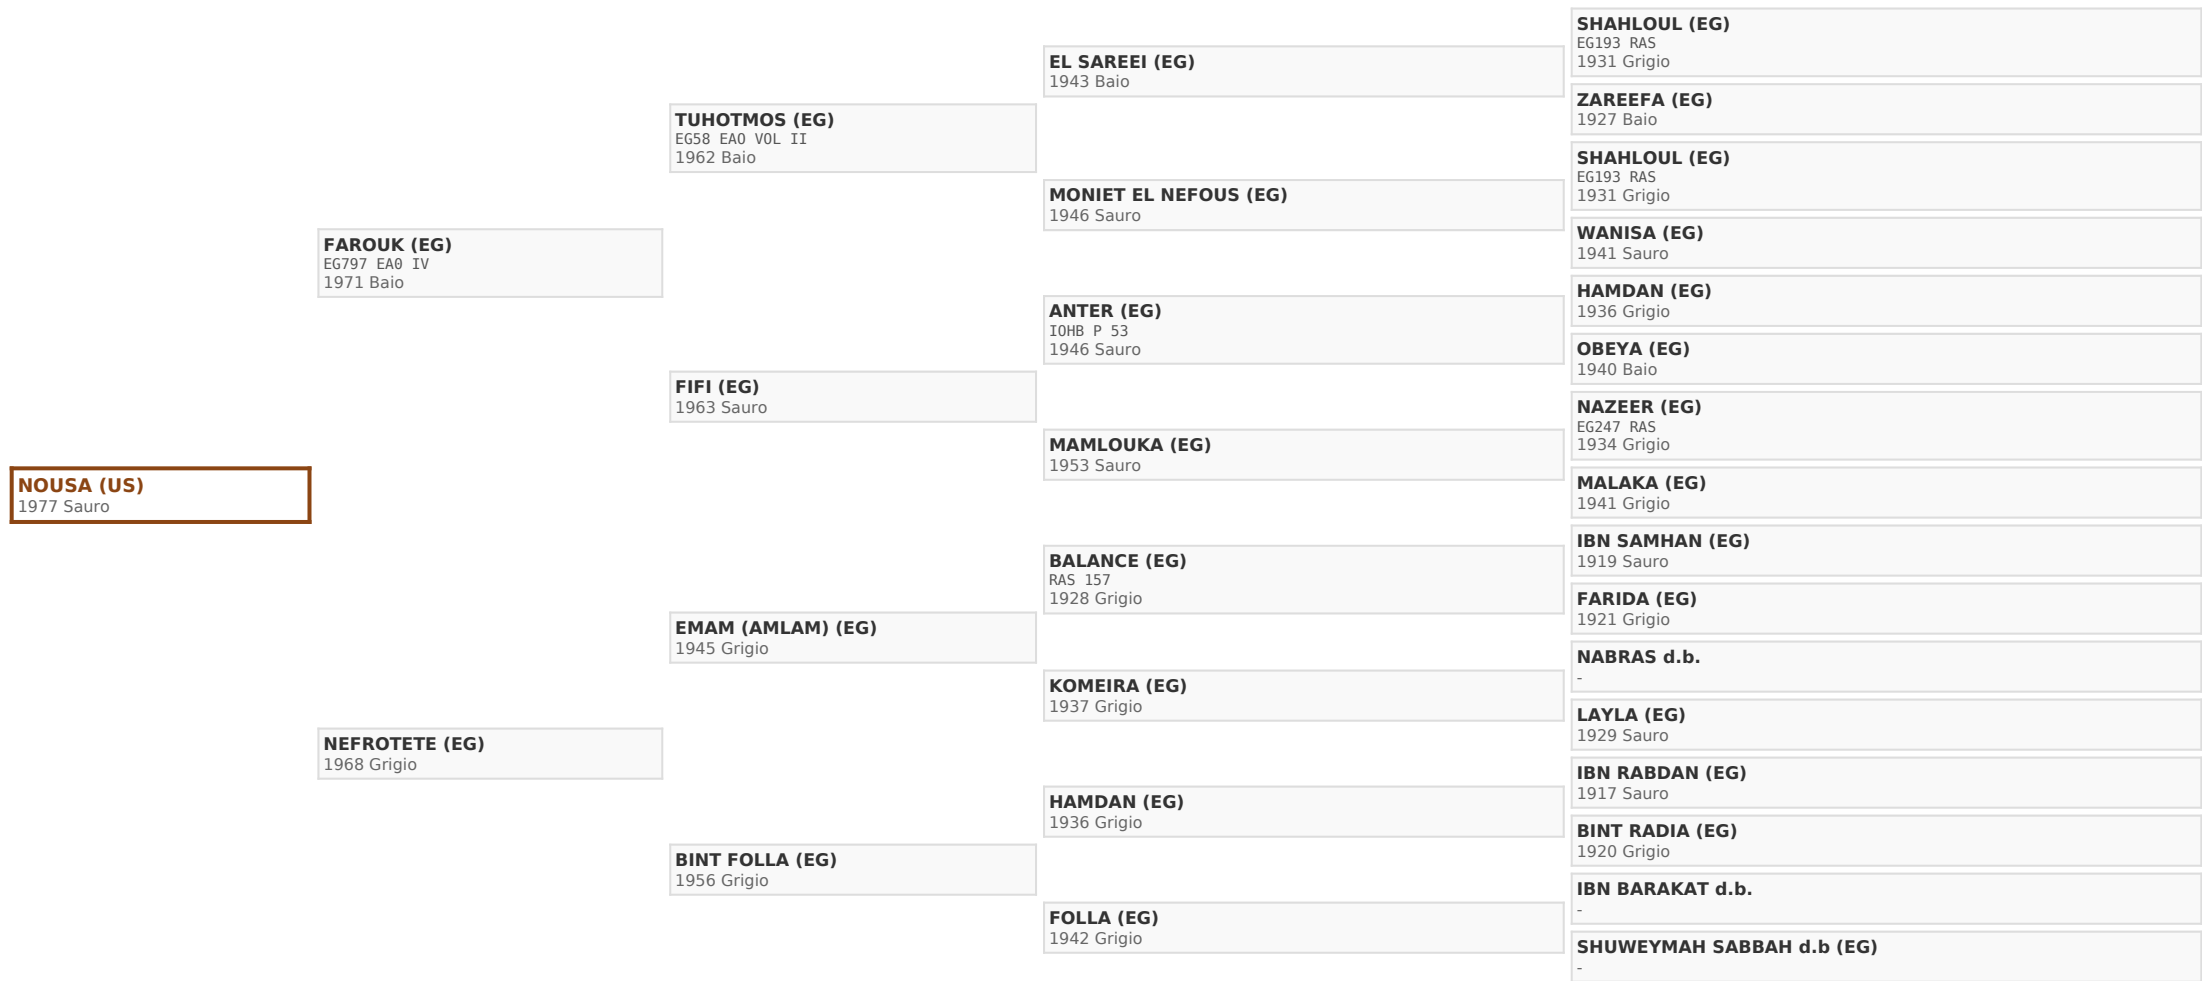 NOUSA (US)
1977 Sauro
FAROUK (EG)
EG797 EA0 IV
1971 Baio
NEFROTETE (EG)
1968 Grigio
TUHOTMOS (EG)
EG58 EAO VOL II
1962 Baio
FIFI (EG)
1963 Sauro
EMAM (AMLAM) (EG)
1945 Grigio
BINT FOLLA (EG)
1956 Grigio
EL SAREEI (EG)
1943 Baio
MONIET EL NEFOUS (EG)
1946 Sauro
ANTER (EG)
IOHB P 53
1946 Sauro
MAMLOUKA (EG)
1953 Sauro
BALANCE (EG)
RAS 157
1928 Grigio
KOMEIRA (EG)
1937 Grigio
HAMDAN (EG)
1936 Grigio
FOLLA (EG)
1942 Grigio
SHAHLOUL (EG)
EG193 RAS
1931 Grigio
ZAREEFA (EG)
1927 Baio
SHAHLOUL (EG)
EG193 RAS
1931 Grigio
WANISA (EG)
1941 Sauro
HAMDAN (EG)
1936 Grigio
OBEYA (EG)
1940 Baio
NAZEER (EG)
EG247 RAS
1934 Grigio
MALAKA (EG)
1941 Grigio
IBN SAMHAN (EG)
1919 Sauro
FARIDA (EG)
1921 Grigio
NABRAS d.b.
-
LAYLA (EG)
1929 Sauro
IBN RABDAN (EG)
1917 Sauro
BINT RADIA (EG)
1920 Grigio
IBN BARAKAT d.b.
-
SHUWEYMAH SABBAH d.b (EG)
-